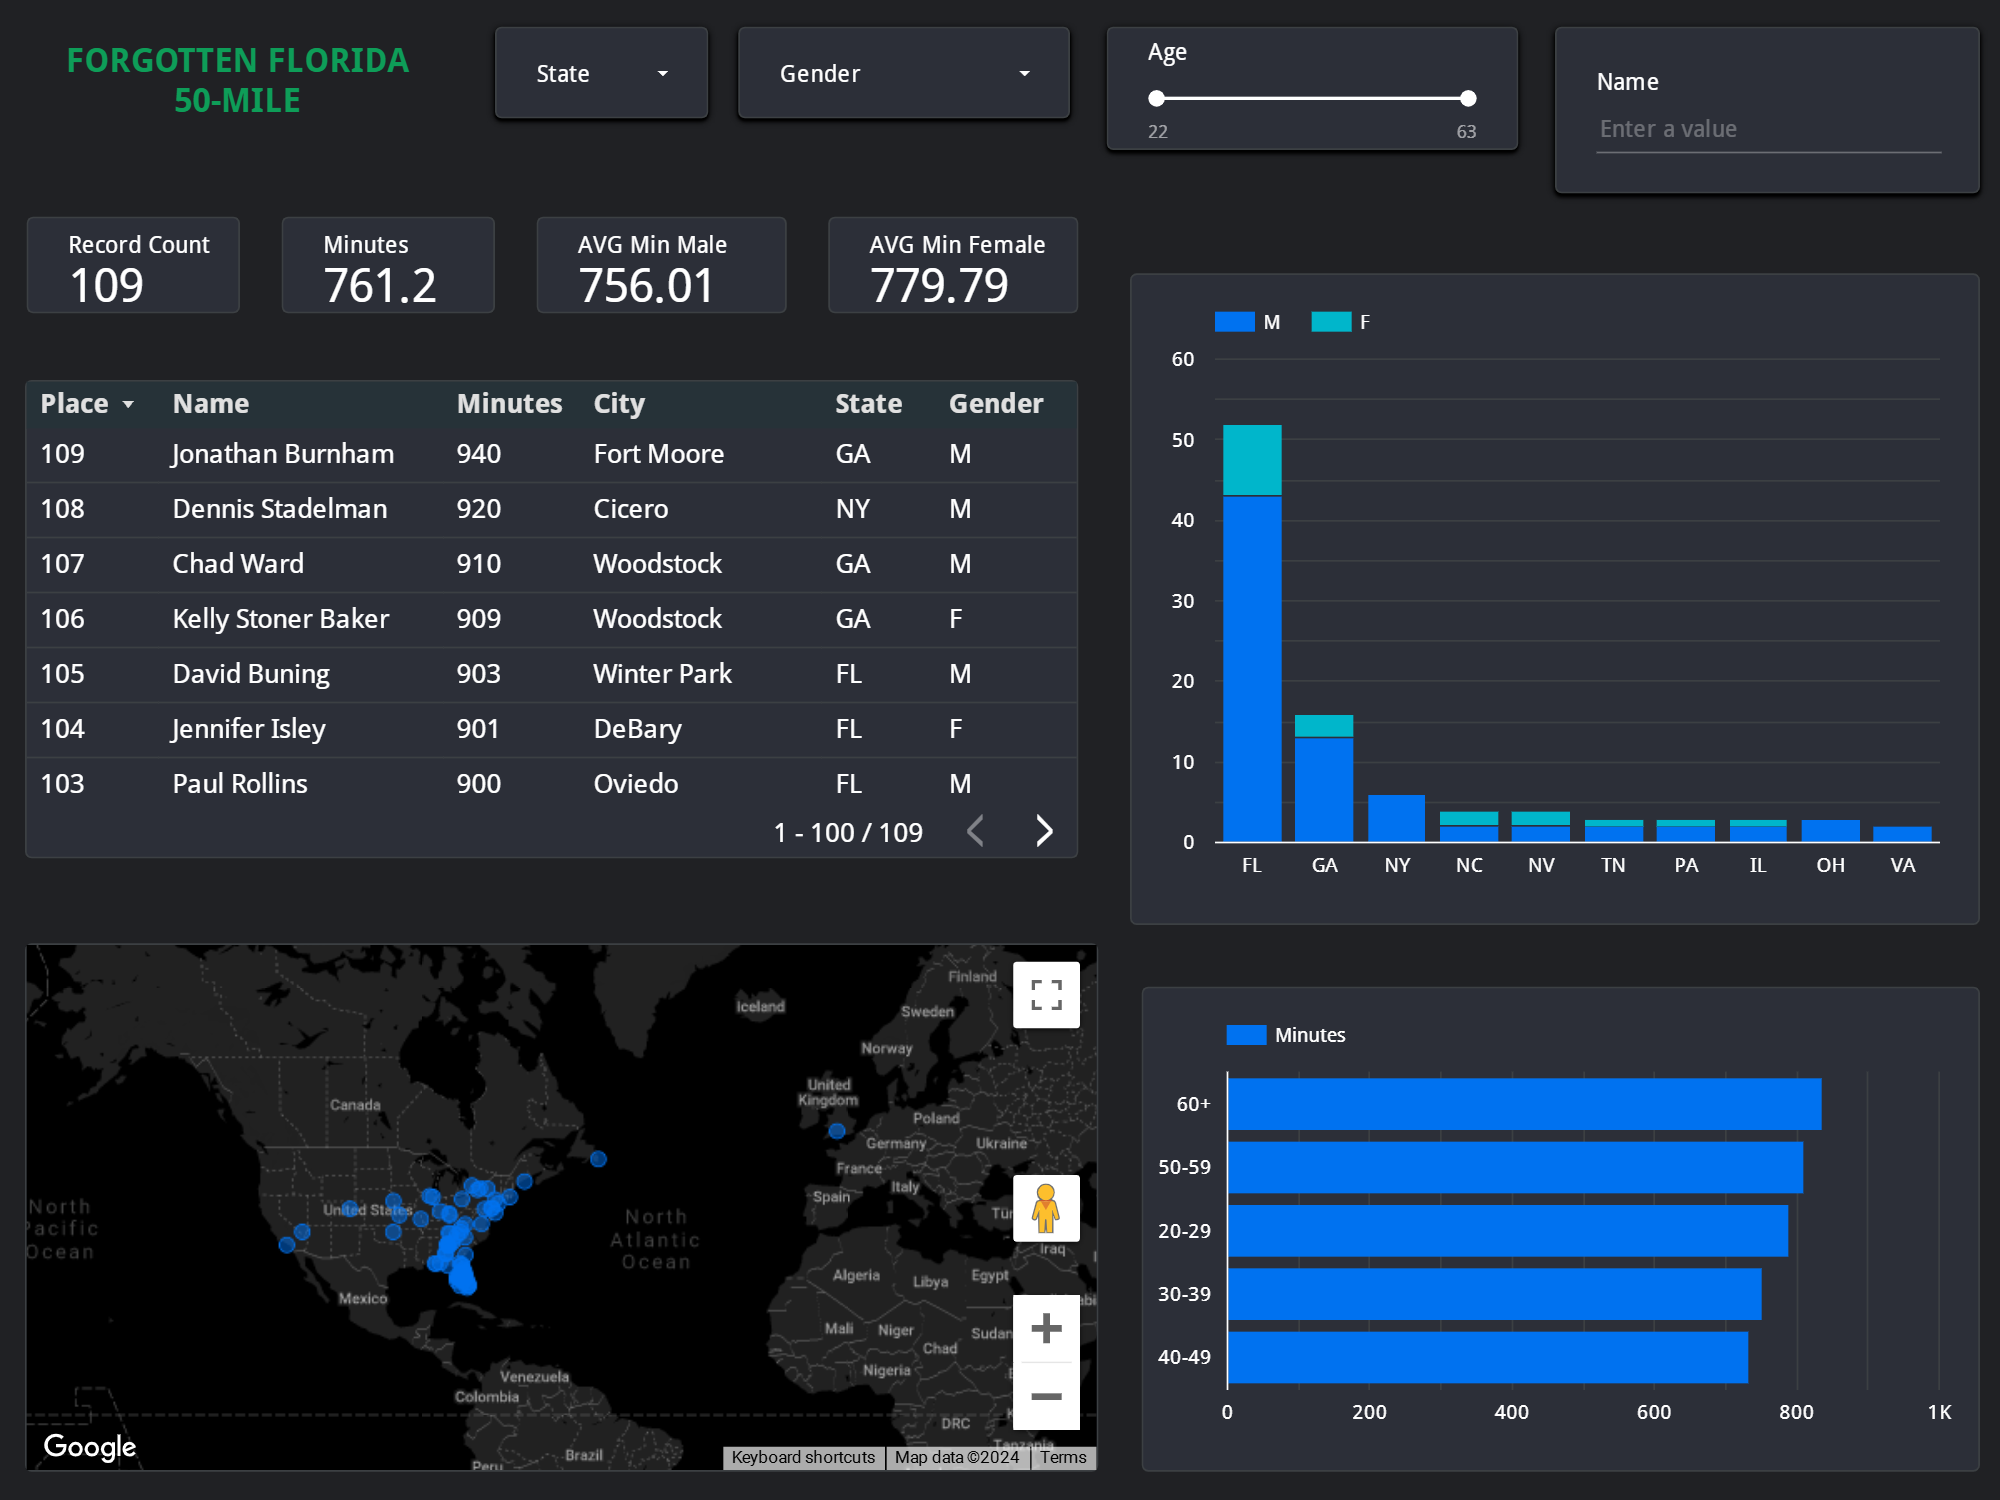 FORGOTTEN FLORIDA
50-MILE
State
Gender
Age
22 63
Name
Enter a value
Record Count
109
Minutes
761.2
AVG Min Male
756.01
AVG Min Female
779.79
Place Name Minutes City State Gender
109 Jonathan Burnham 940 Fort Moore GA M
108 Dennis Stadelman 920 Cicero NY M
107 Chad Ward 910 Woodstock GA M
106 Kelly Stoner Baker 909 Woodstock GA F
105 David Buning 903 Winter Park FL M
104 Jennifer Isley 901 DeBary FL F
103 Paul Rollins 900 Oviedo FL M
1 - 100 / 109
M F
60
50
40
30
20
10
0
FL GA NY NC NV TN PA IL OH VA
Finland
Iceland
Sweden
Norway
United
Kingdom
Canada
Poland
Germany
Ukraine
France
Italy
Spain
United States
North
Pacific
Ocean
North
Atlantic
Ocean
Tür
Iraq
Algeria
Libya
Egypt
Mexico
Mali
Niger
Sudan
Chad
Nigeria
Venezuela
Colombia
DRC
Tanzania
Brazil
Peru
Google
Keyboard shortcuts
Map data ©2024
Terms
Minutes
60+
50-59
20-29
30-39
40-49
0 200 400 600 800 1K